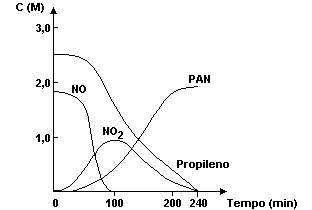 C (M)
3,0
2,0
1,0
NO
NO2
PAN
Propileno
0 100 200 240 Tempo (min)